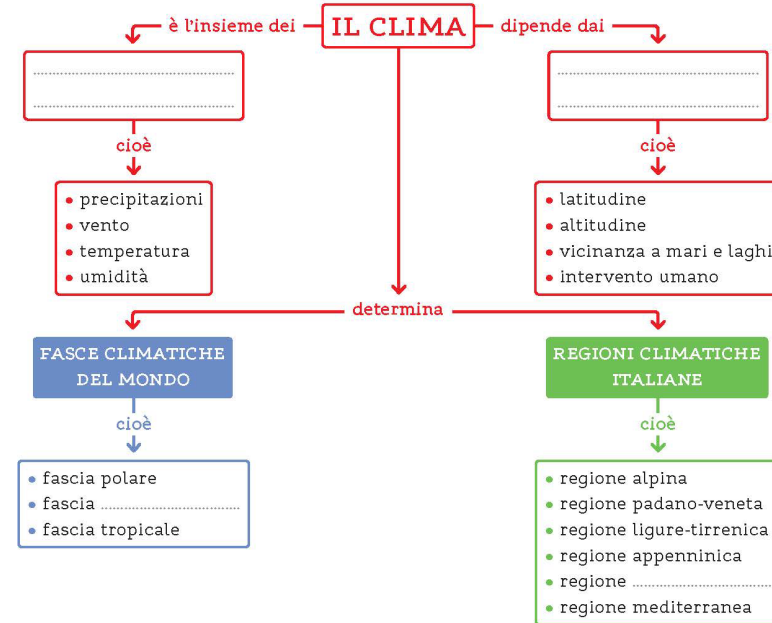 è l'insieme dei
IL CLIMA
dipende dai
cioè
• precipitazioni
• vento
• temperatura
• umidità
cioè
• latitudine
• altitudine
• vicinanza a mari e laghi
• intervento umano
determina
FASCE CLIMATICHE
DEL MONDO
cioè
• fascia polare
• fascia ....................................
• fascia tropicale
REGIONI CLIMATICHE
ITALIANE
cioè
• regione alpina
• regione padano-veneta
• regione ligure-tirrenica
• regione appenninica
• regione ....................................
• regione mediterranea